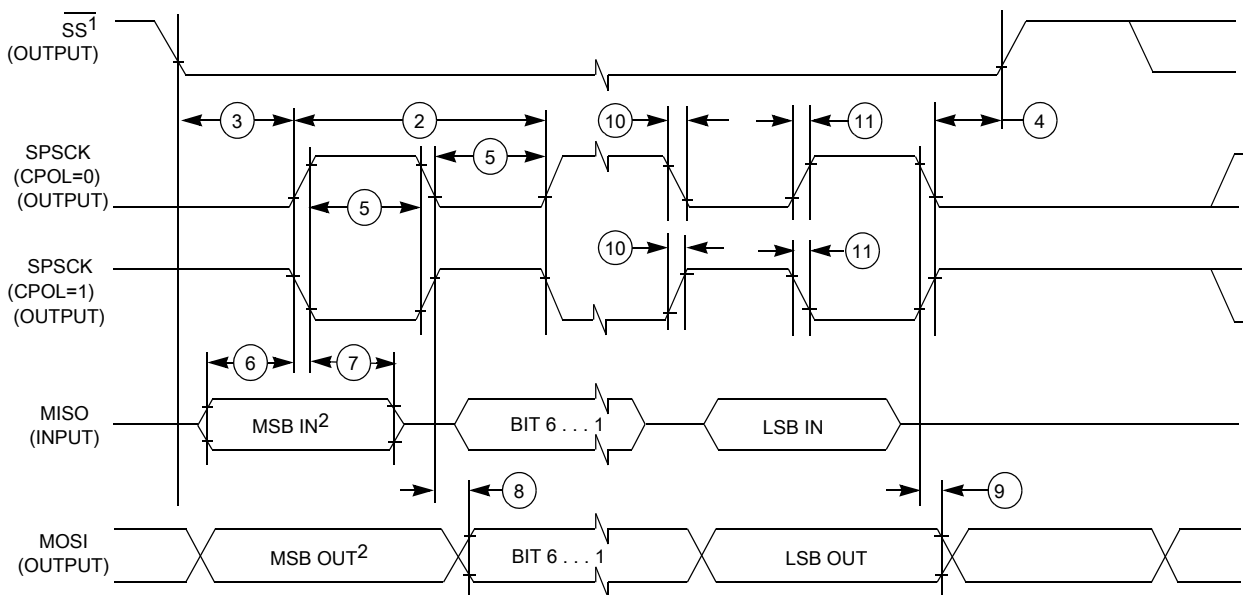 SS1
(OUTPUT)
3
2
10
11
4
SPSCK
(CPOL=0)
(OUTPUT)
5
5
10
11
SPSCK
(CPOL=1)
(OUTPUT)
6
7
MISO
(INPUT)
MSB IN2
BIT 6 . . . 1
LSB IN
8
9
MOSI
(OUTPUT)
MSB OUT2
BIT 6 . . . 1
LSB OUT